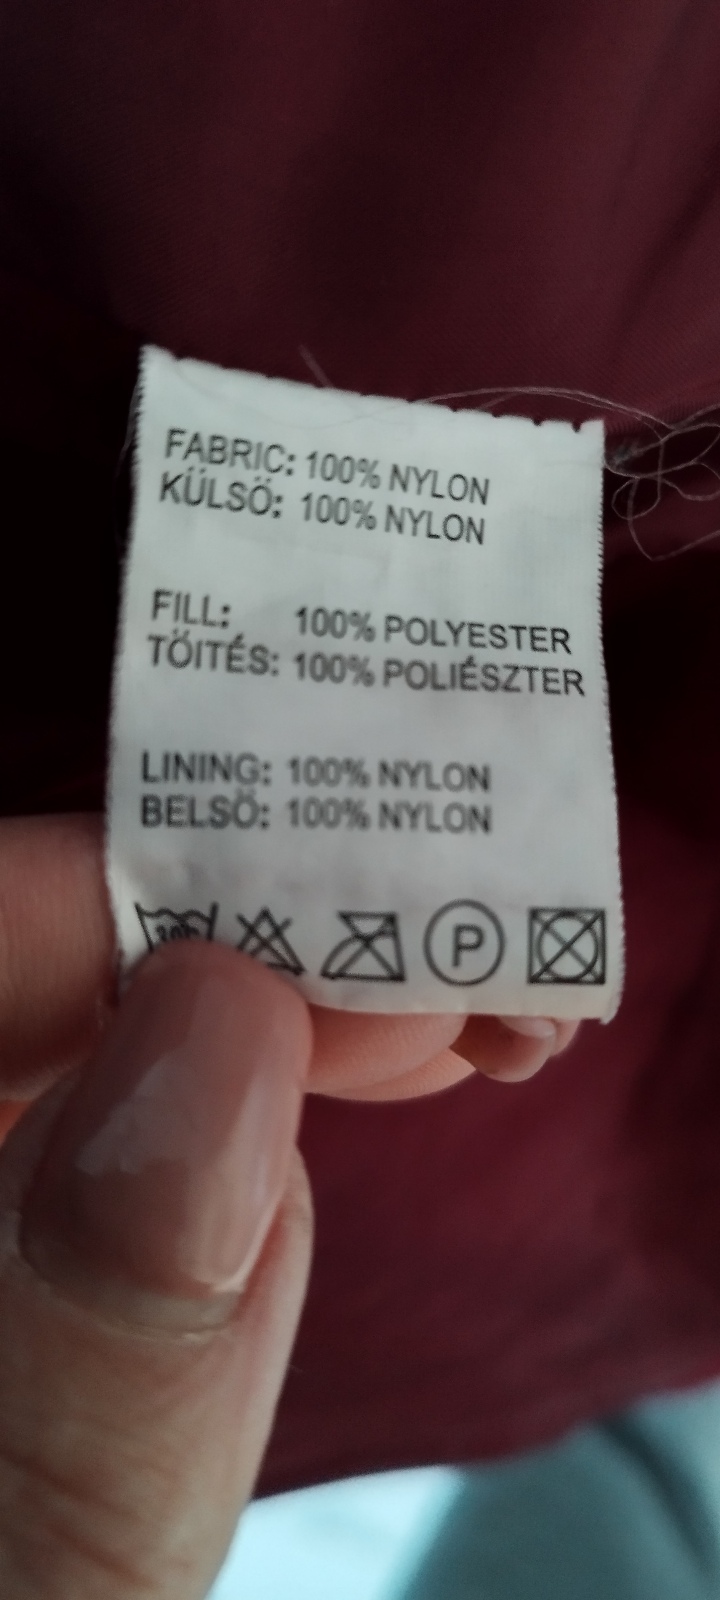 FABRIC: 100% NYLON
KÜLSÖ: 100% NYLON
FILL: 100% POLYESTER
TÖITÉS: 100% POLIÉSZTER
LINING: 100% NYLON
BELSÖ: 100% NYLON
P